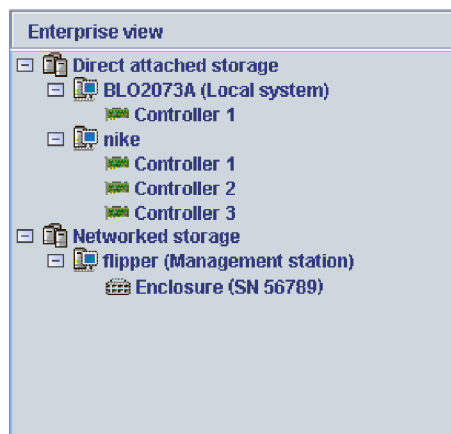 Enterprise view
Direct attached storage
BLO2073A (Local system)
Controller 1
nike
Controller 1
Controller 2
Controller 3
Networked storage
flipper (Management station)
Enclosure (SN 56789)